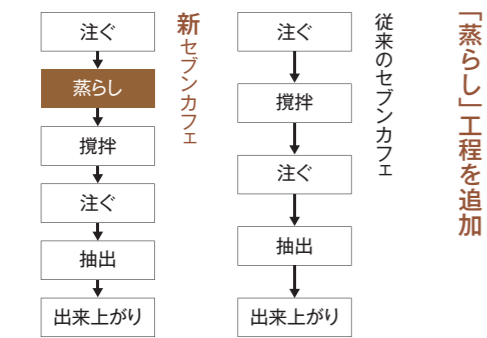 「蒸らし」工程を追加
従来のセブンカフェ
注ぐ
撹拌
注ぐ
抽出
出来上がり
新セブンカフェ
注ぐ
蒸らし
撹拌
注ぐ
抽出
出来上がり